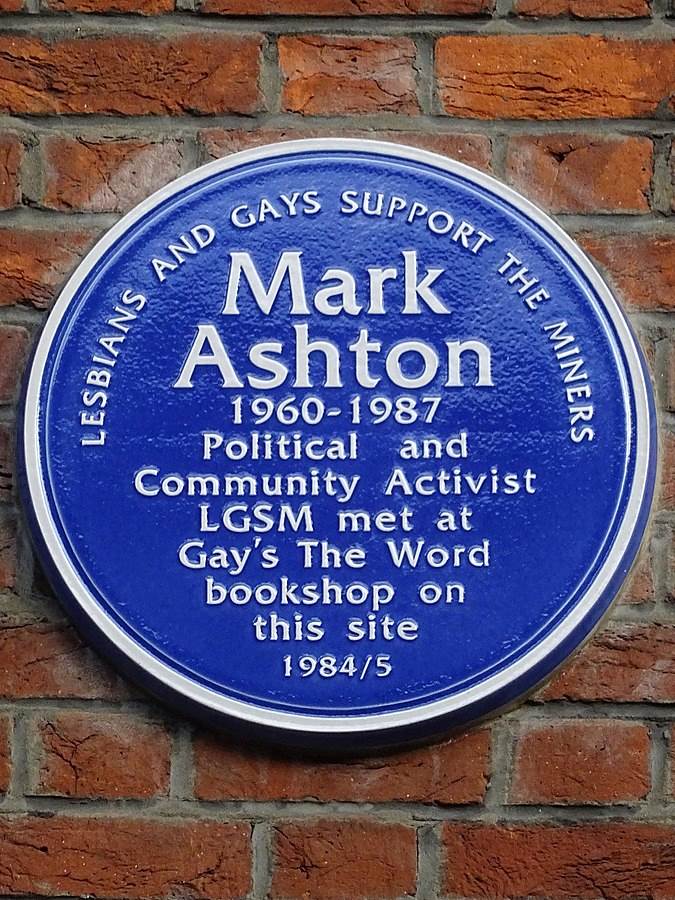 LESBIANS AND GAYS SUPPORT THE MINERS
Mark
Ashton
1960-1987
Political and
Community Activist
LGSM met at
Gay's The Word
bookshop on
this site
1984/5